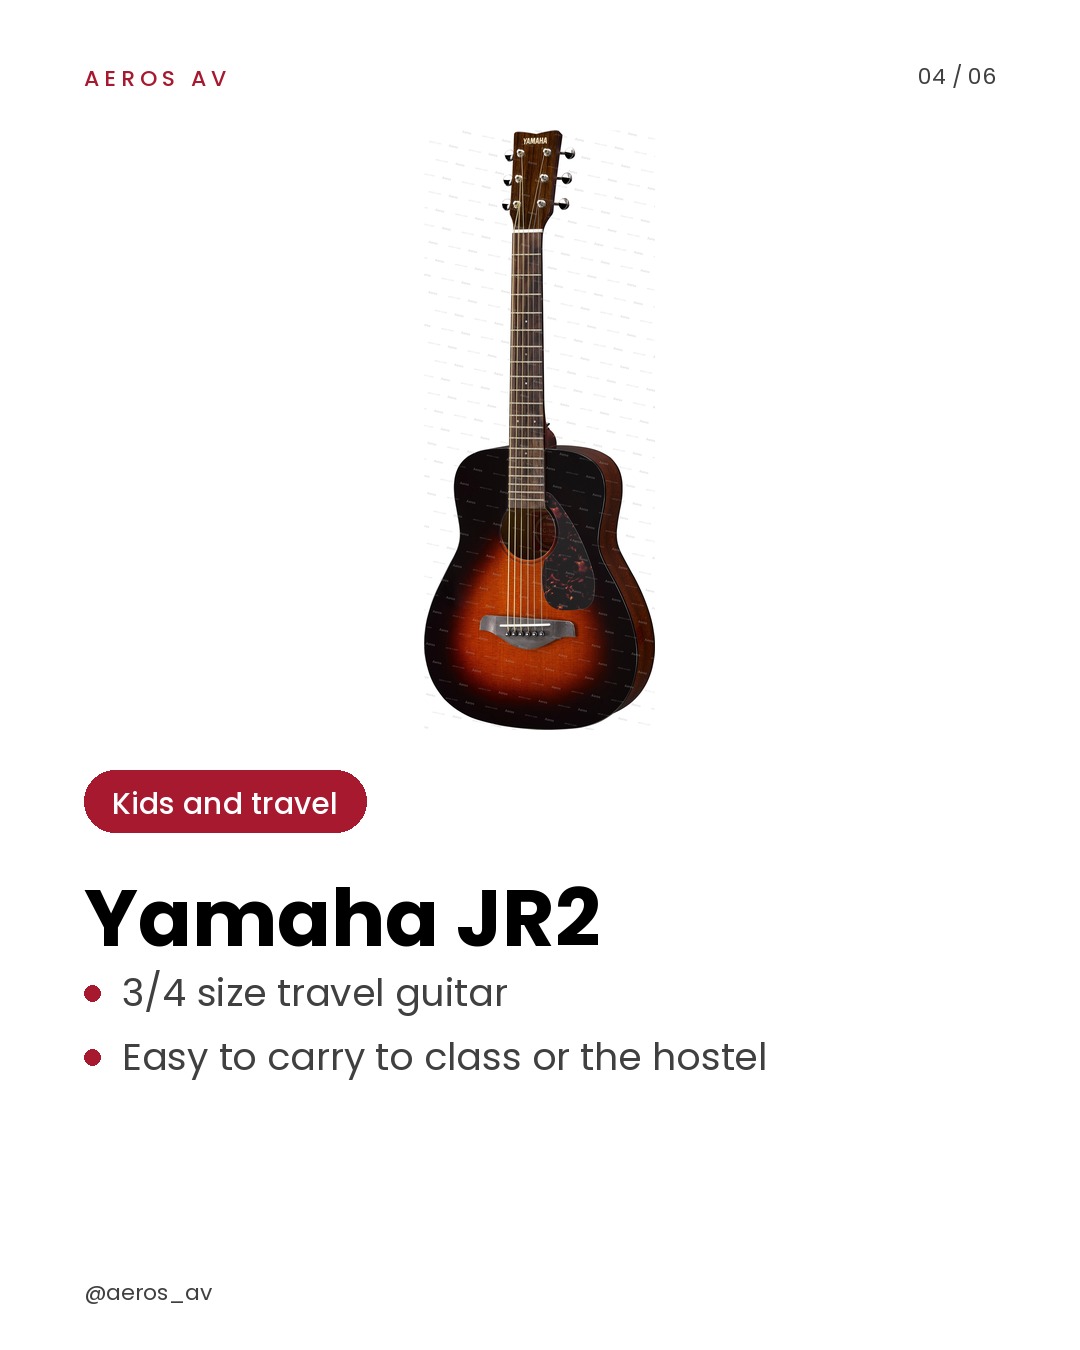 AEROS AV
04 / 06
YAMAHA
Kids and travel
Yamaha JR2
3/4 size travel guitar
Easy to carry to class or the hostel
@aeros_av